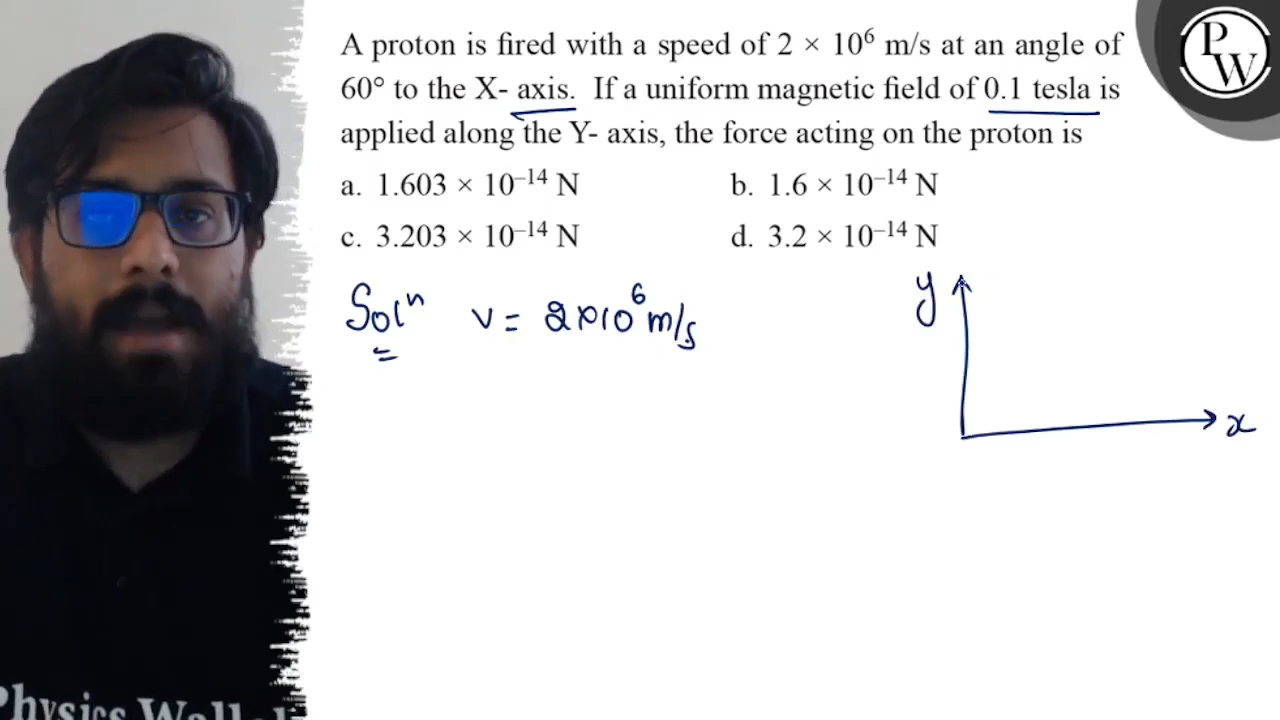 A proton is fired with a speed of 2 × 10⁶ m/s at an angle of
60° to the X- axis. If a uniform magnetic field of 0.1 tesla is
applied along the Y- axis, the force acting on the proton is
a. 1.603 × 10⁻¹⁴ N b. 1.6 × 10⁻¹⁴ N
c. 3.203 × 10⁻¹⁴ N d. 3.2 × 10⁻¹⁴ N
Solⁿ v = 2×10⁶ m/s
y
x
PW
Physics Walla